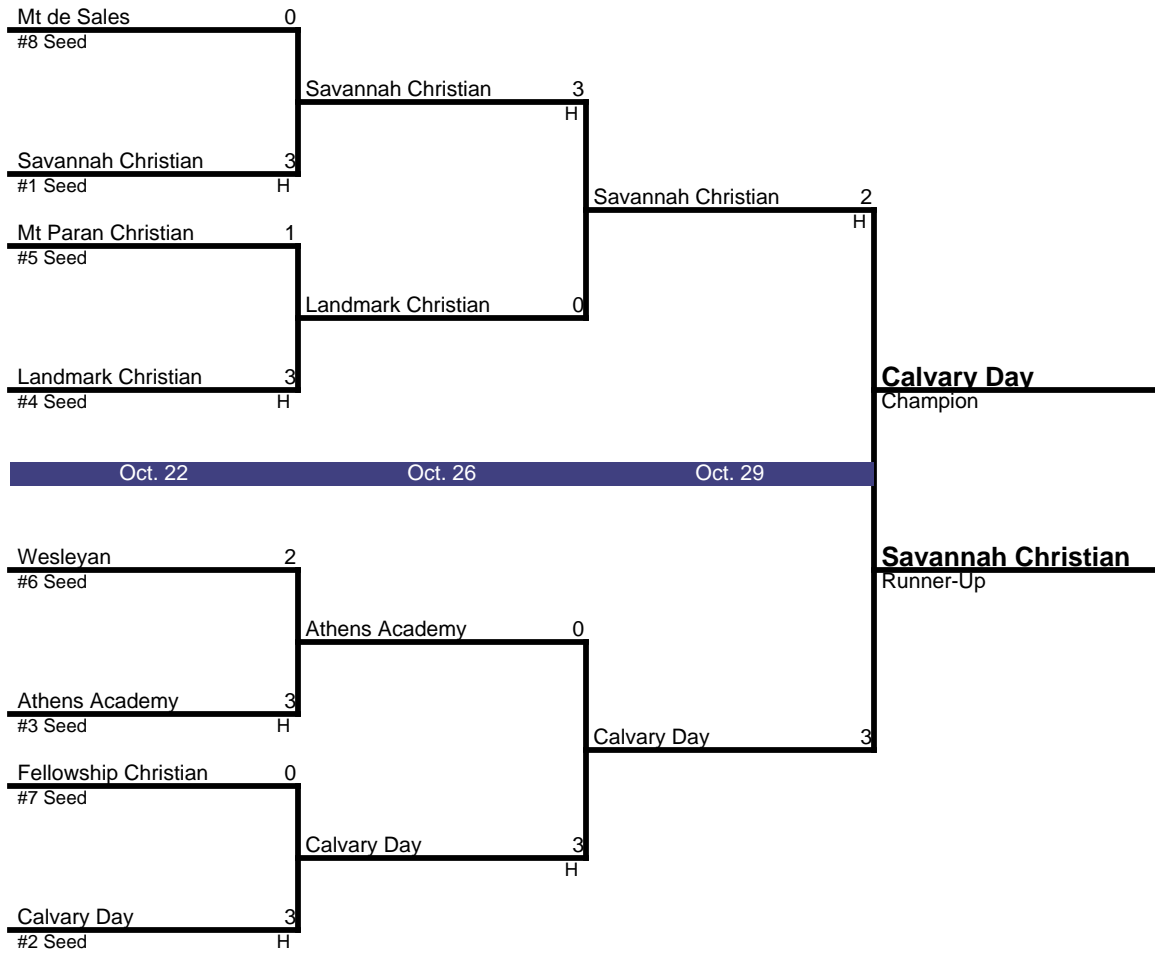 Mt de Sales 0
#8 Seed
Savannah Christian 3
H
Savannah Christian 3
#1 Seed H
Savannah Christian 2
H
Mt Paran Christian 1
#5 Seed
Landmark Christian 0
Landmark Christian 3
#4 Seed H
Calvary Day
Champion
Oct. 22 Oct. 26 Oct. 29
Wesleyan 2
#6 Seed
Savannah Christian
Runner-Up
Athens Academy 0
Athens Academy 3
#3 Seed H
Calvary Day 3
Fellowship Christian 0
#7 Seed
Calvary Day 3
H
Calvary Day 3
#2 Seed H